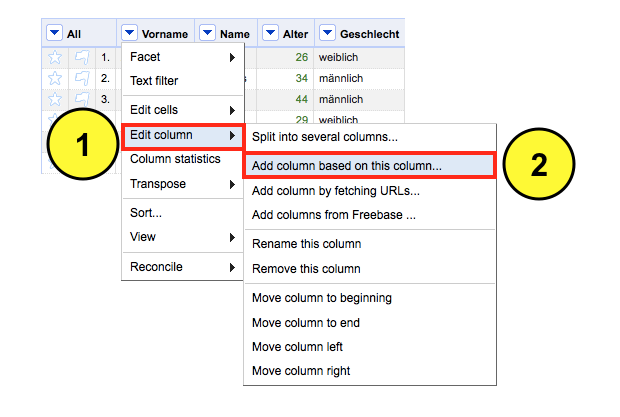 All Vorname Name Alter Geschlecht
1. 26 weiblich
2. 34 männlich
3. 44 männlich
29 weiblich
Facet
Text filter
Edit cells
Edit column
Column statistics
Transpose
Sort...
View
Reconcile
1
Split into several columns...
Add column based on this column...
Add column by fetching URLs...
Add columns from Freebase ...
Rename this column
Remove this column
Move column to beginning
Move column to end
Move column left
Move column right
2